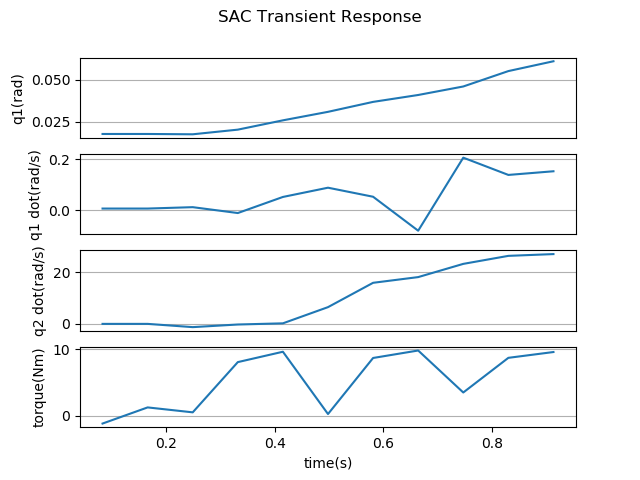 SAC Transient Response
0.050
0.025
q1(rad)
0.2
0.0
q1 dot(rad/s)
20
0
q2 dot(rad/s)
10
0
torque(Nm)
0.2 0.4 0.6 0.8
time(s)